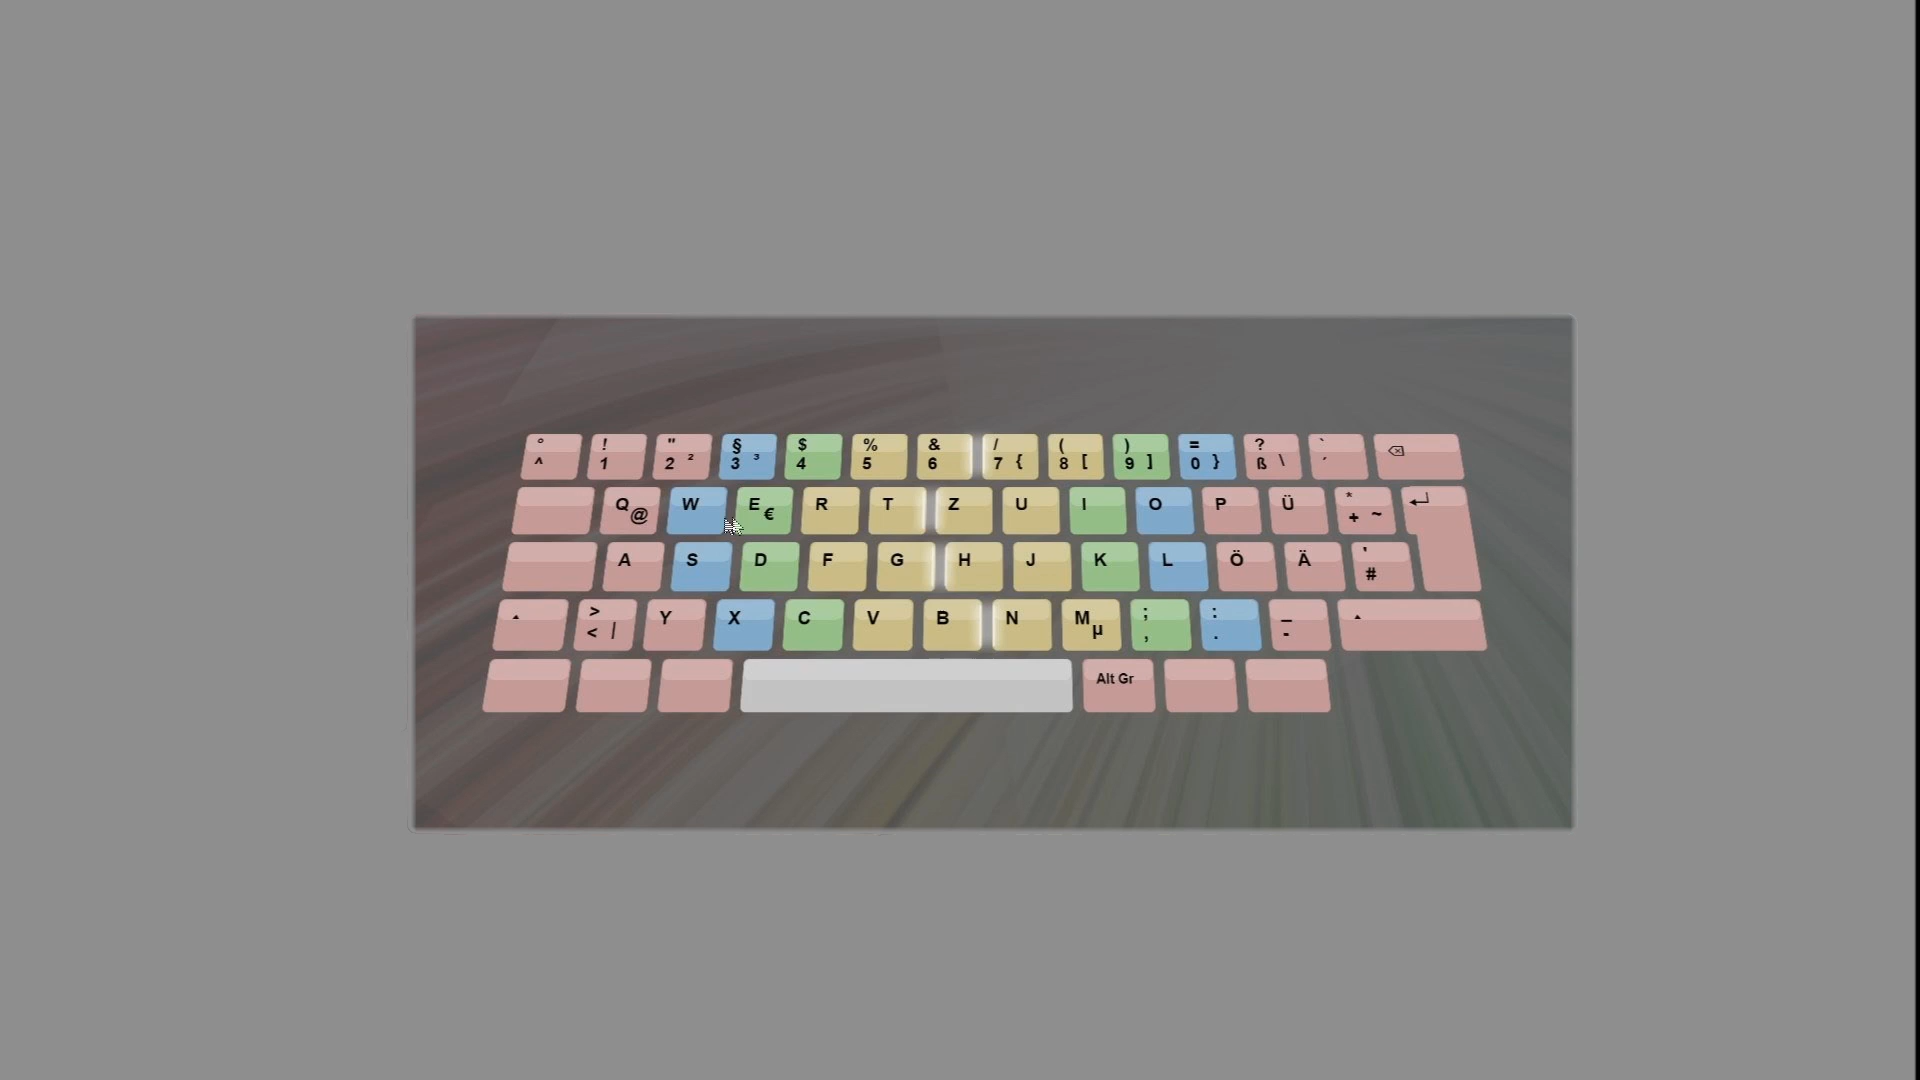 ° ! " § $ % & / ( ) = ? `
^ 1 2 ² 3 ³ 4 5 6 7 { 8 [ 9 ] 0 } ß \ ´
Q @ W E € R T Z U I O P Ü * + ~
A S D F G H J K L Ö Ä ' #
> < | Y X C V B N M µ ; , : . _ -
Alt Gr